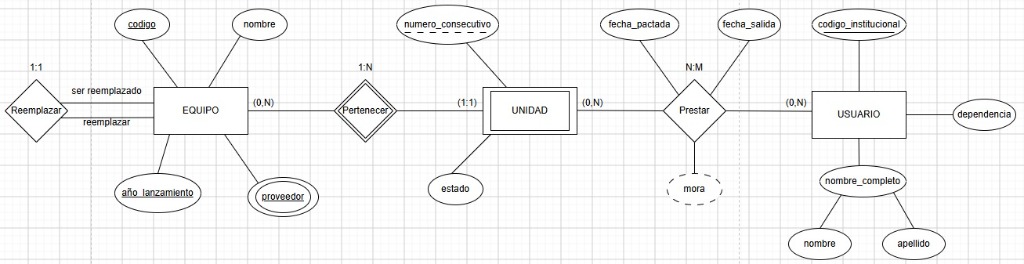 codigo
nombre
numero_consecutivo
fecha_pactada
fecha_salida
codigo_institucional
1:1
1:N
N:M
ser reemplazado
Reemplazar
reemplazar
EQUIPO
(0,N)
Pertenecer
(1:1)
UNIDAD
(0,N)
Prestar
(0,N)
USUARIO
dependencia
año_lanzamiento
proveedor
estado
mora
nombre_completo
nombre
apellido